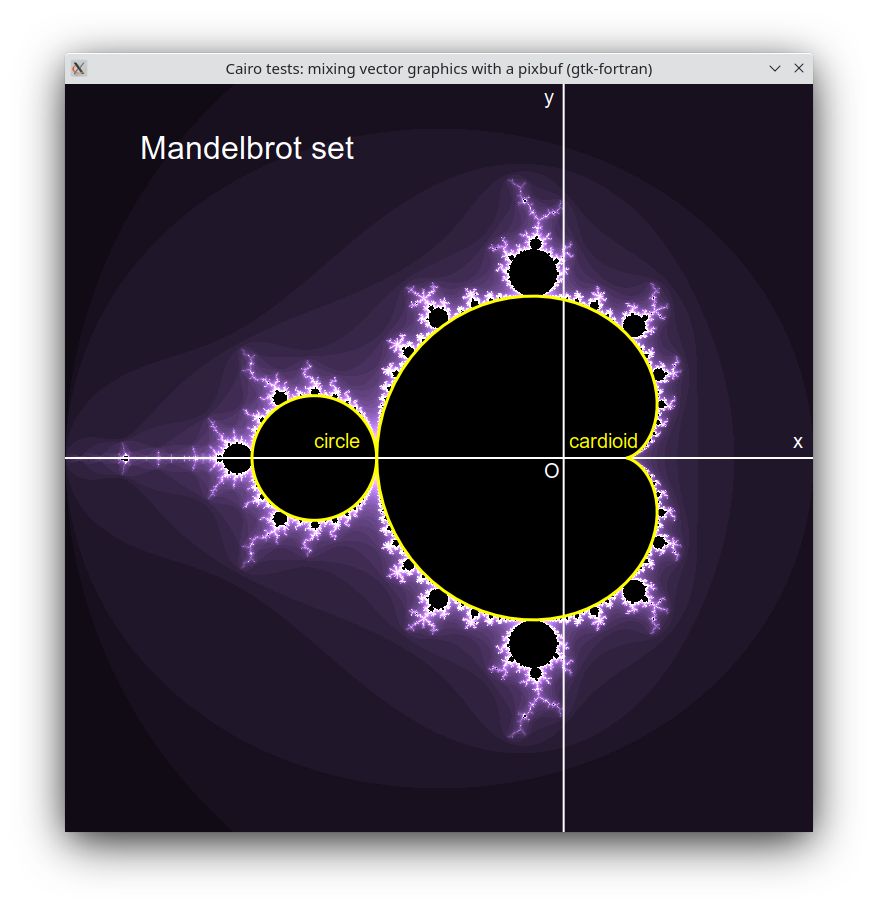 Cairo tests: mixing vector graphics with a pixbuf (gtk-fortran)
y
Mandelbrot set
circle
cardioid
x
O